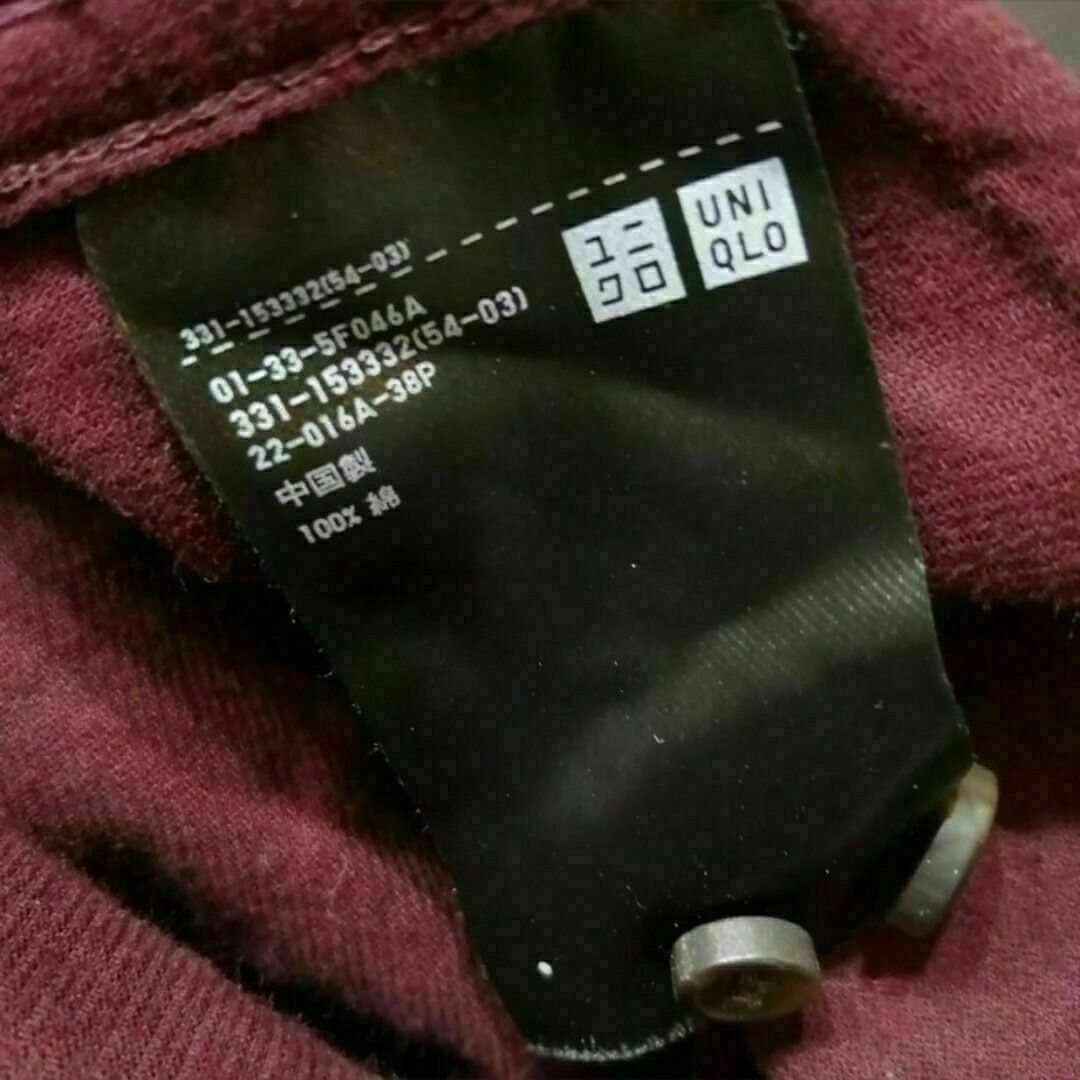 ユニ
クロ
UNI
QLO
331-153332(54-03)
01-33-5F046A
331-153332(54-03)
22-016A-38P
中国製
100% 綿